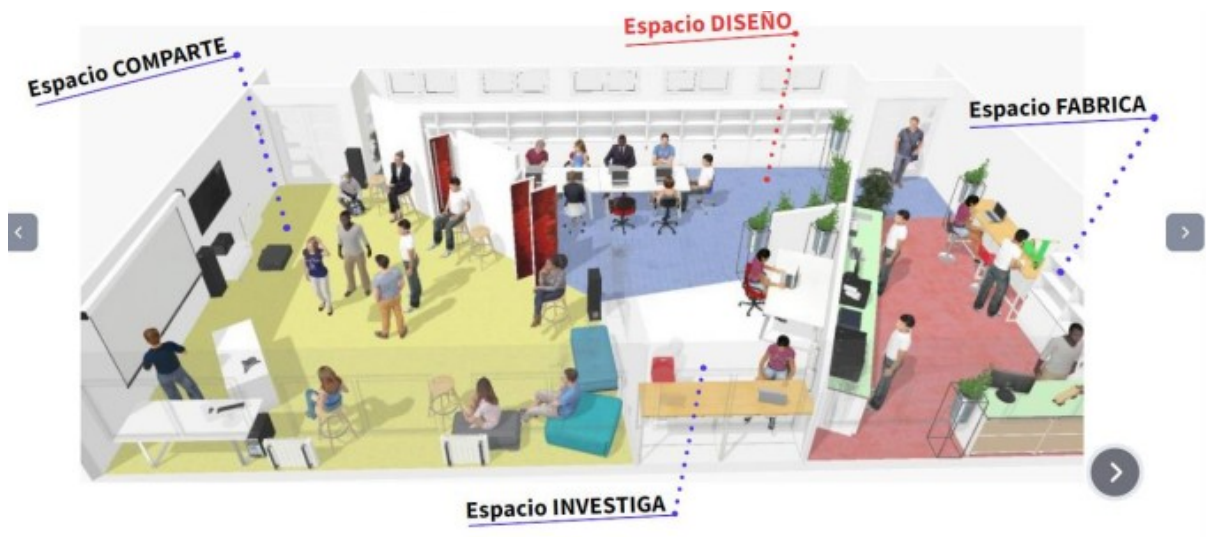 Espacio DISEÑO
Espacio COMPARTE
Espacio FABRICA
Espacio INVESTIGA